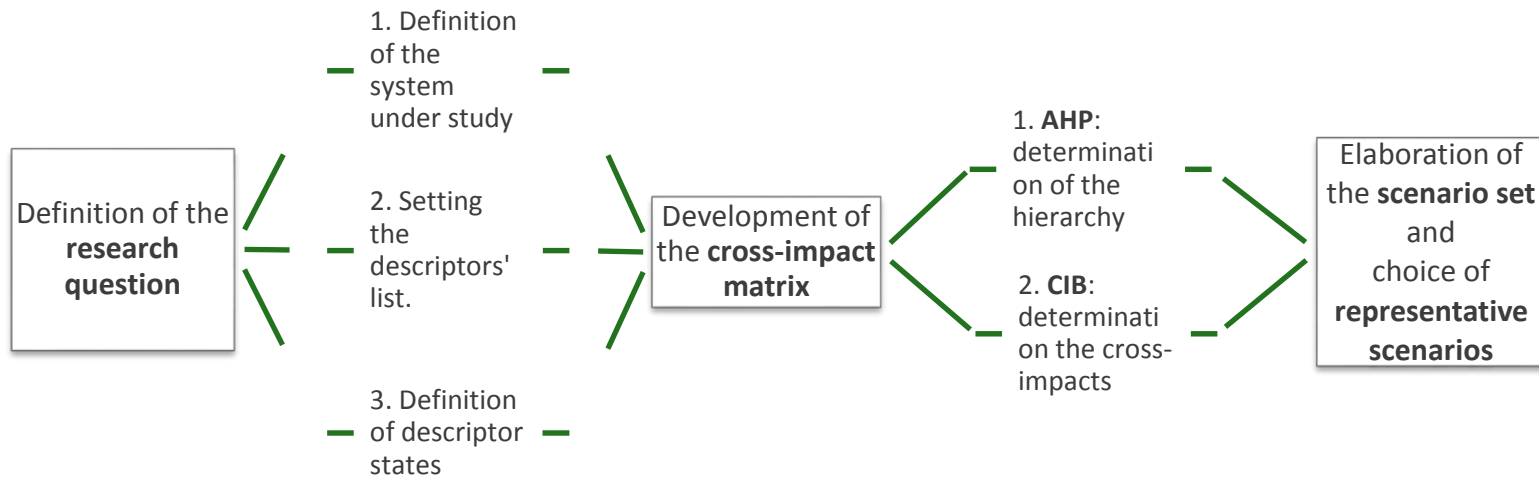 Definition of the
research
question
1. Definition
of the
system
under study
2. Setting
the
descriptors'
list.
3. Definition
of descriptor
states
Development of
the cross-impact
matrix
1. AHP:
determinati
on of the
hierarchy
2. CIB:
determinati
on the cross-
impacts
Elaboration of
the scenario set
and
choice of
representative
scenarios